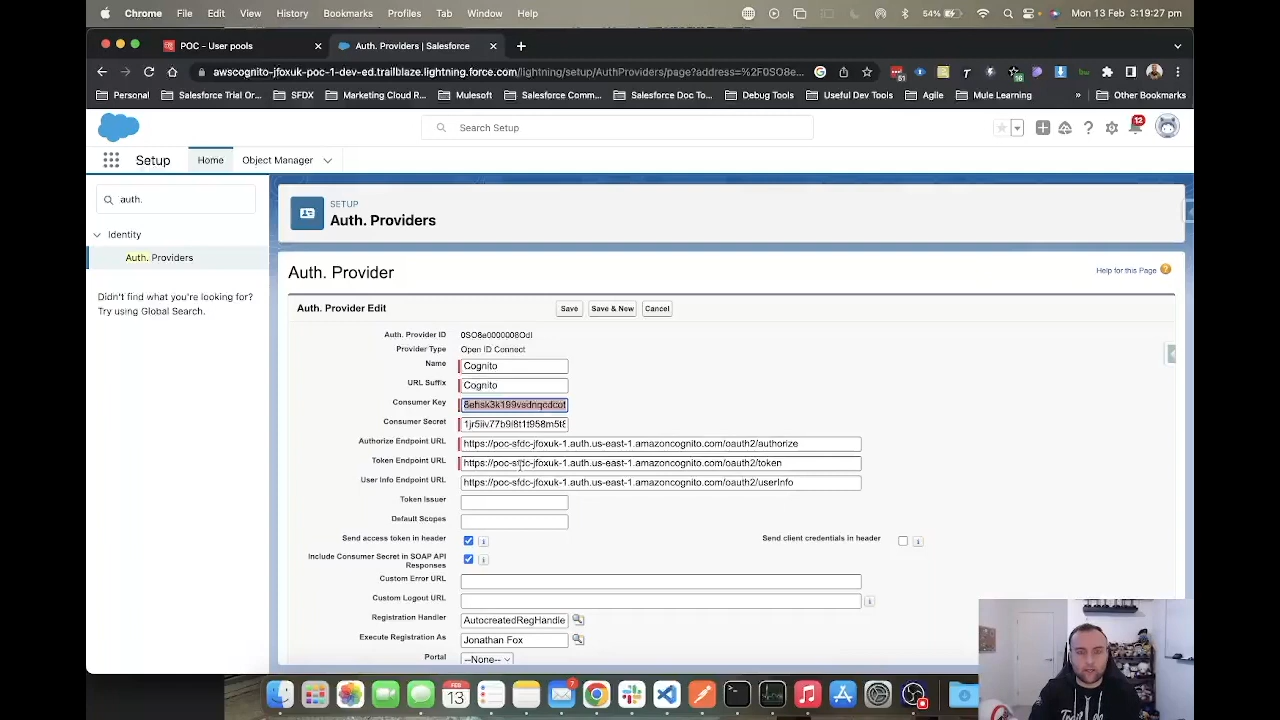 Chrome File Edit View History Bookmarks Profiles Tab Window Help
54% Mon 13 Feb 3:19:27 pm
POC - User pools
Auth. Providers | Salesforce
awscognito-jfoxuk-poc-1-dev-ed.trailblaze.lightning.force.com/lightning/setup/AuthProviders/page?address=%2F0SO8e...
Personal
Salesforce Trial Or...
SFDX
Marketing Cloud R...
Mulesoft
Salesforce Comm...
Salesforce Doc To...
Debug Tools
Useful Dev Tools
Agile
Mule Learning
» Other Bookmarks
Search Setup
12
Setup
Home
Object Manager
auth.
Identity
Auth. Providers
Didn't find what you're looking for?
Try using Global Search.
SETUP
Auth. Providers
Auth. Provider
Help for this Page
Auth. Provider Edit
Save
Save & New
Cancel
Auth. Provider ID
Provider Type Open ID Connect
Name Cognito
URL Suffix Cognito
Consumer Key
Consumer Secret
Authorize Endpoint URL https://poc-sfdc-jfoxuk-1.auth.us-east-1.amazoncognito.com/oauth2/authorize
Token Endpoint URL https://poc-sfdc-jfoxuk-1.auth.us-east-1.amazoncognito.com/oauth2/token
User Info Endpoint URL https://poc-sfdc-jfoxuk-1.auth.us-east-1.amazoncognito.com/oauth2/userInfo
Token Issuer
Default Scopes
Send access token in header
Send client credentials in header
Include Consumer Secret in SOAP API
Responses
Custom Error URL
Custom Logout URL
Registration Handler AutocreatedRegHandle
Execute Registration As Jonathan Fox
Portal --None--
FEB
13
7